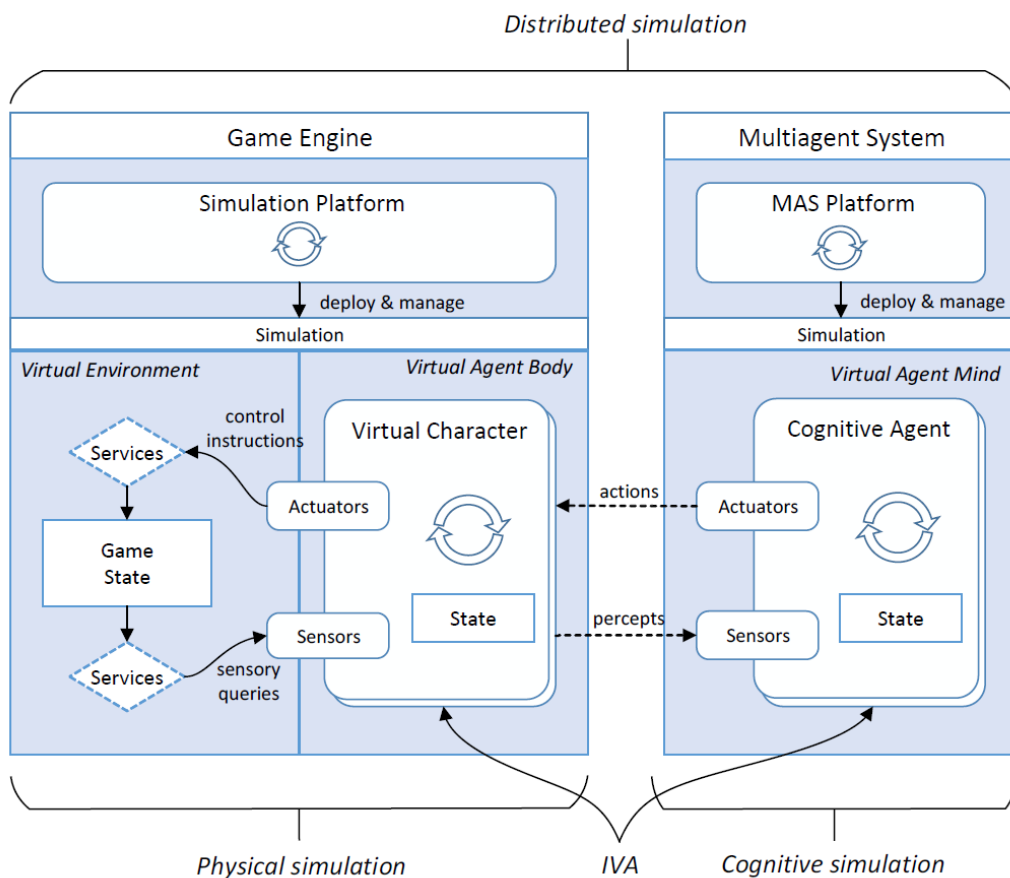 Distributed simulation
Game Engine
Multiagent System
Simulation Platform
MAS Platform
deploy & manage
deploy & manage
Simulation
Simulation
Virtual Environment
Virtual Agent Body
Virtual Agent Mind
control
instructions
Services
Virtual Character
Cognitive Agent
Actuators
actions
Actuators
Game
State
State
State
Sensors
percepts
Sensors
Services
sensory
queries
Physical simulation
IVA
Cognitive simulation